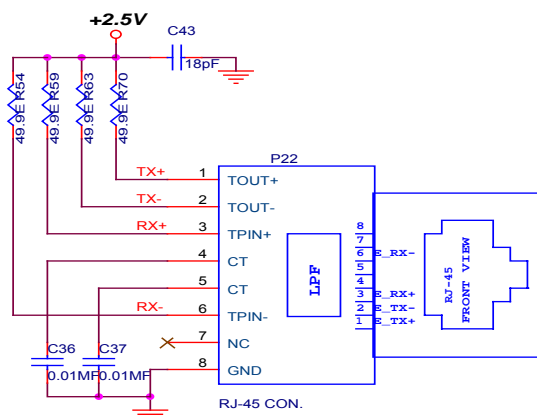 +2.5V
C43
18pF
49.9E R54
49.9E R59
49.9E R63
49.9E R70
P22
TX+ 1 TOUT+
TX- 2 TOUT-
RX+ 3 TPIN+
4 CT
5 CT
RX- 6 TPIN-
7 NC
8 GND
LPF
8
7
6 E_RX-
5
4
3 E_RX+
2 E_TX-
1 E_TX+
RJ-45
FRONT VIEW
C36
0.01MF
C37
0.01MF
RJ-45 CON.